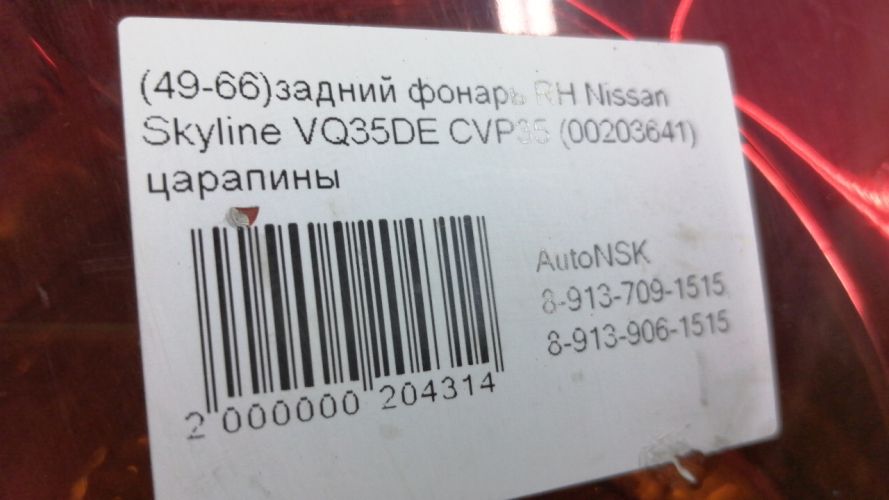 (49-66)задний фонарь RH Nissan
Skyline VQ35DE CVP35 (00203641)
царапины
AutoNSK
8-913-709-1515
8-913-906-1515
2 000000 204314